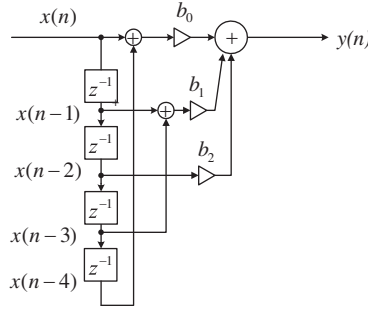 x(n)
b₀
y(n)
+
+
z⁻¹
b₁
x(n−1)
+
z⁻¹
x(n−2)
b₂
z⁻¹
x(n−3)
x(n−4)
z⁻¹